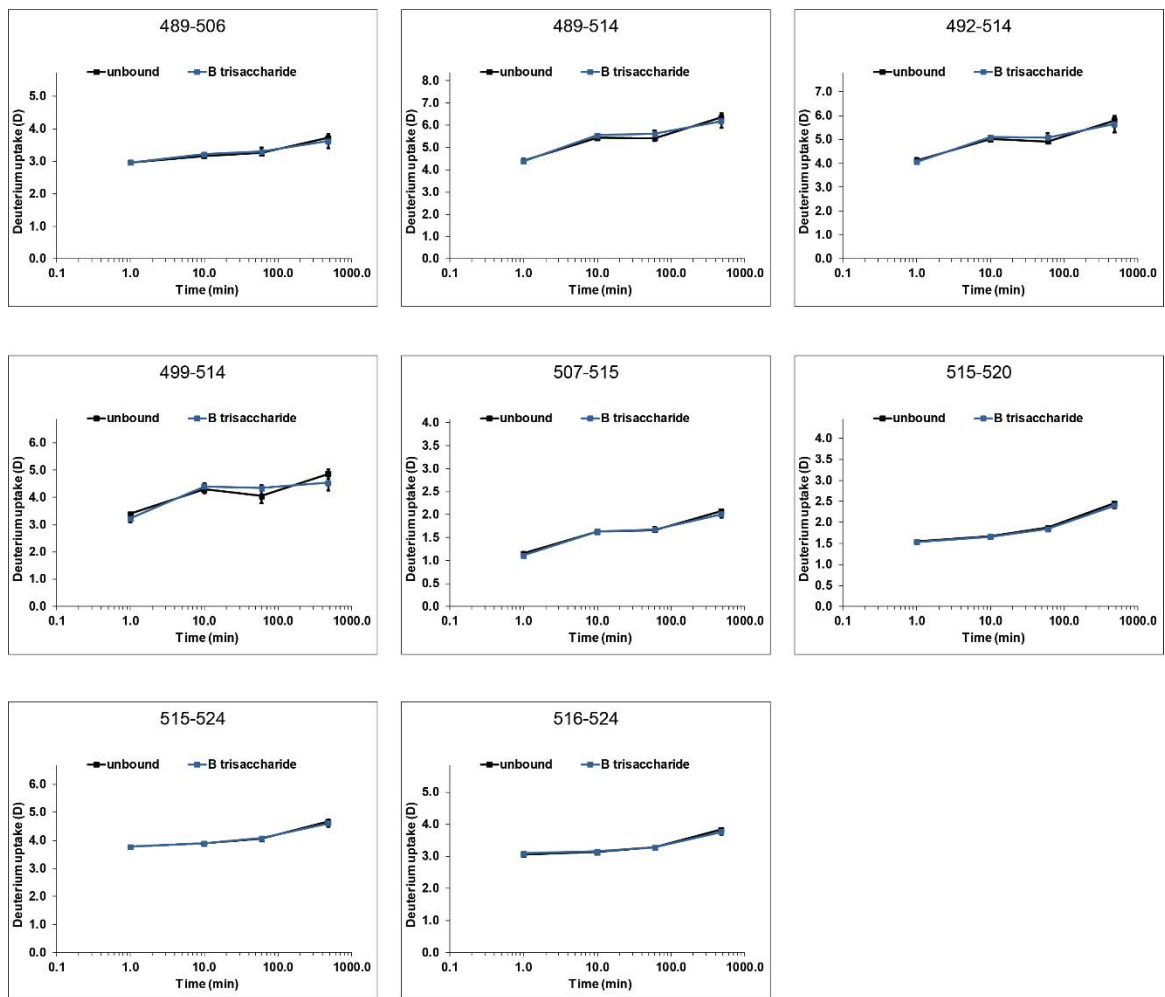 489-506
unbound B trisaccharide
Deuterium uptake (D)
5.0
4.0
3.0
2.0
1.0
0.0
0.1 1.0 10.0 100.0 1000.0
Time (min)
489-514
unbound B trisaccharide
Deuterium uptake (D)
8.0
7.0
6.0
5.0
4.0
3.0
2.0
1.0
0.0
0.1 1.0 10.0 100.0 1000.0
Time (min)
492-514
unbound B trisaccharide
Deuterium uptake (D)
7.0
6.0
5.0
4.0
3.0
2.0
1.0
0.0
0.1 1.0 10.0 100.0 1000.0
Time (min)
499-514
unbound B trisaccharide
Deuterium uptake (D)
6.0
5.0
4.0
3.0
2.0
1.0
0.0
0.1 1.0 10.0 100.0 1000.0
Time (min)
507-515
unbound B trisaccharide
Deuterium uptake (D)
4.0
3.5
3.0
2.5
2.0
1.5
1.0
0.5
0.0
0.1 1.0 10.0 100.0 1000.0
Time (min)
515-520
unbound B trisaccharide
Deuterium uptake (D)
4.0
3.5
3.0
2.5
2.0
1.5
1.0
0.5
0.0
0.1 1.0 10.0 100.0 1000.0
Time (min)
515-524
unbound B trisaccharide
Deuterium uptake (D)
6.0
5.0
4.0
3.0
2.0
1.0
0.0
0.1 1.0 10.0 100.0 1000.0
Time (min)
516-524
unbound B trisaccharide
Deuterium uptake (D)
5.0
4.0
3.0
2.0
1.0
0.0
0.1 1.0 10.0 100.0 1000.0
Time (min)